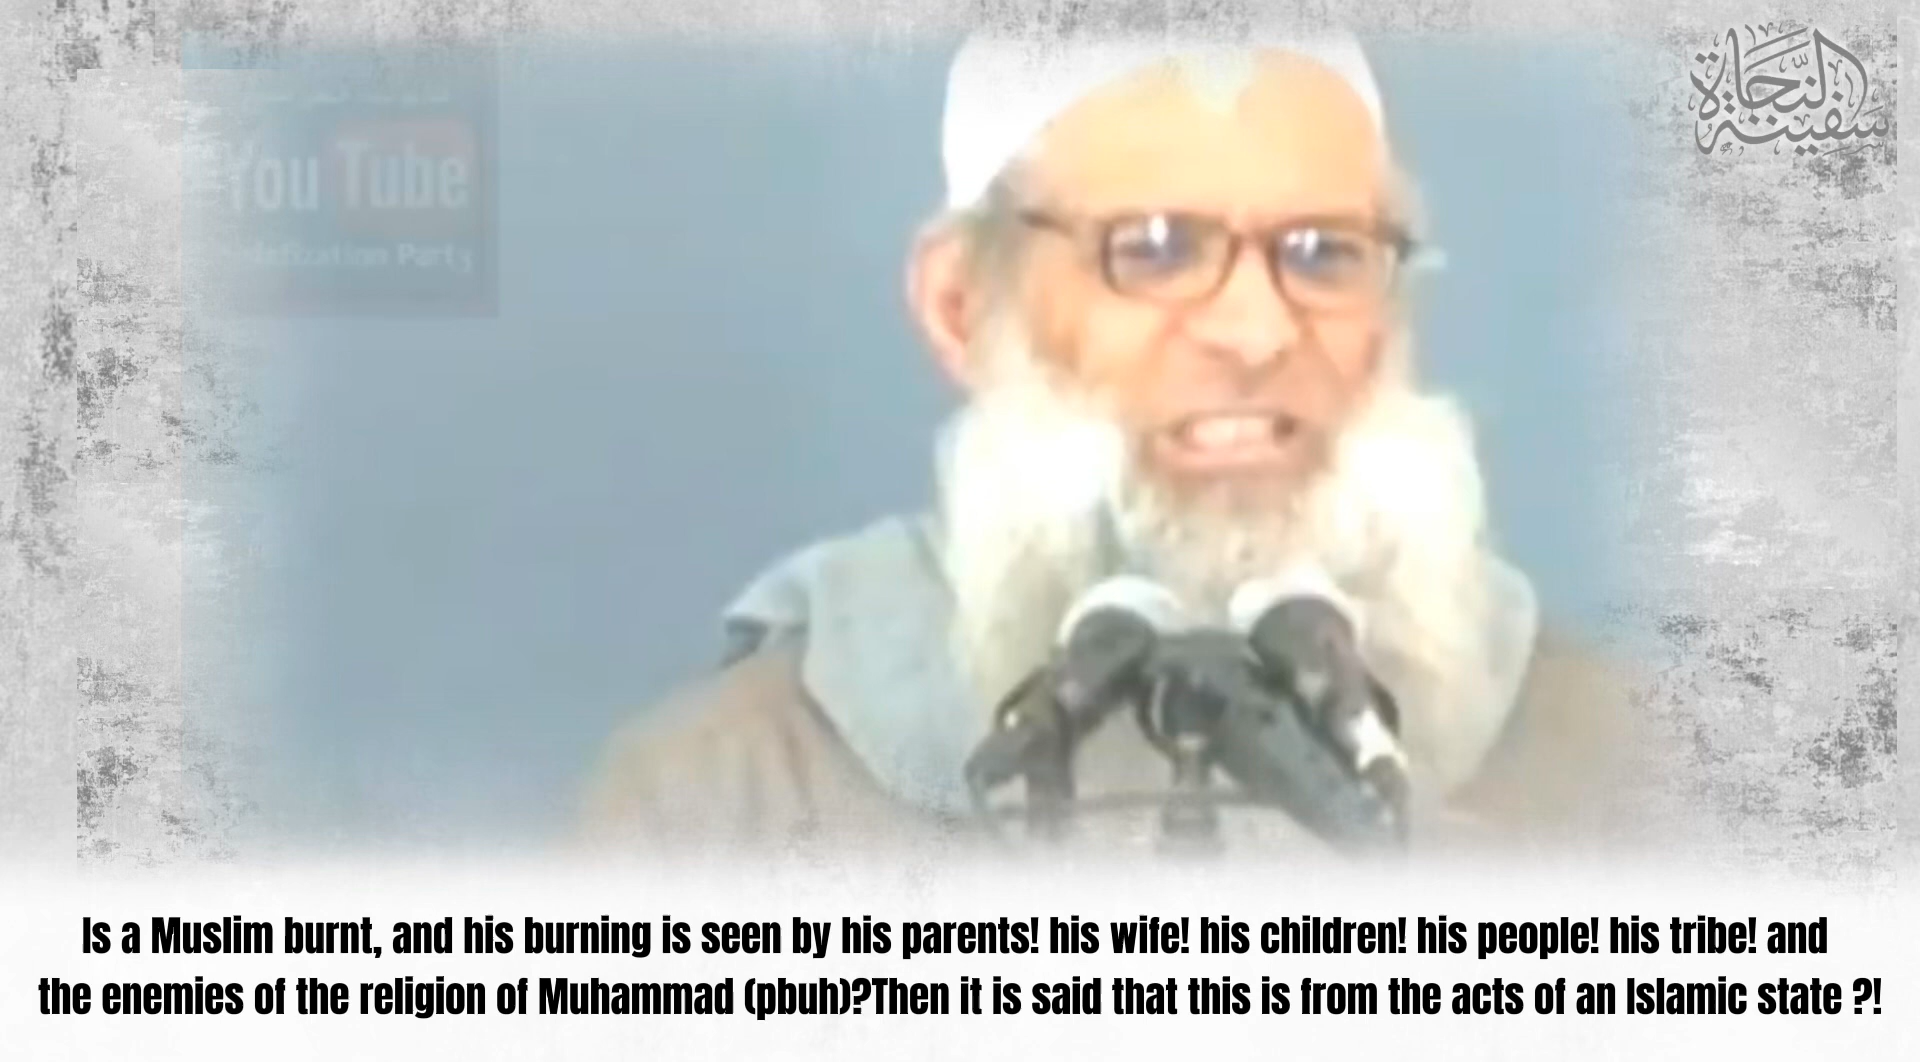 سفينة النجاة
You Tube
Is a Muslim burnt, and his burning is seen by his parents! his wife! his children! his people! his tribe! and
the enemies of the religion of Muhammad (pbuh)?Then it is said that this is from the acts of an Islamic state ?!